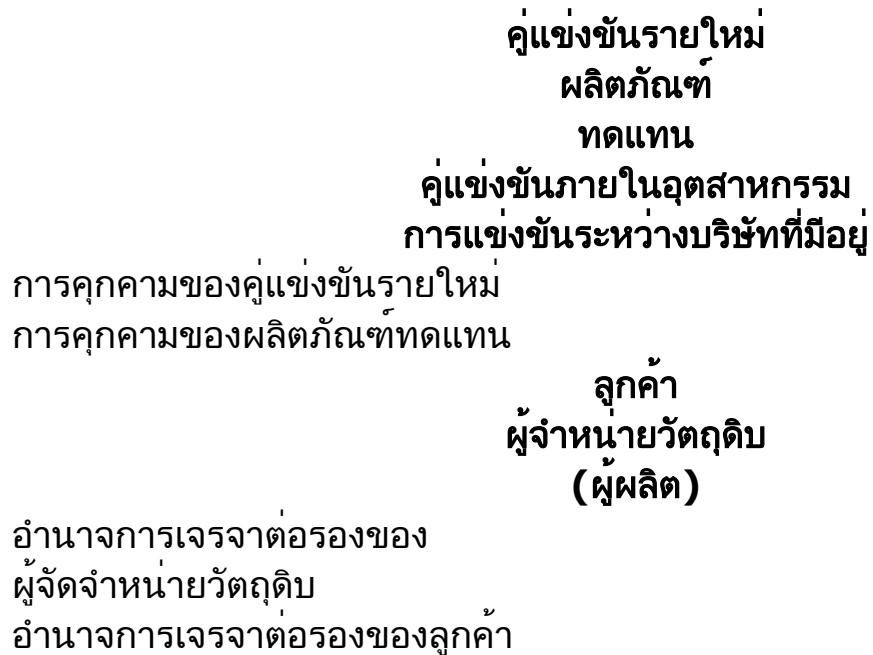 คู่แข่งขันรายใหม่
ผลิตภัณฑ์
ทดแทน
คู่แข่งขันภายในอุตสาหกรรม
การแข่งขันระหว่างบริษัทที่มีอยู่
การคุกคามของคู่แข่งขันรายใหม่
การคุกคามของผลิตภัณฑ์ทดแทน
ลูกค้า
ผู้จำหน่ายวัตถุดิบ
(ผู้ผลิต)
อำนาจการเจรจาต่อรองของ
ผู้จัดจำหน่ายวัตถุดิบ
อำนาจการเจรจาต่อรองของลูกค้า